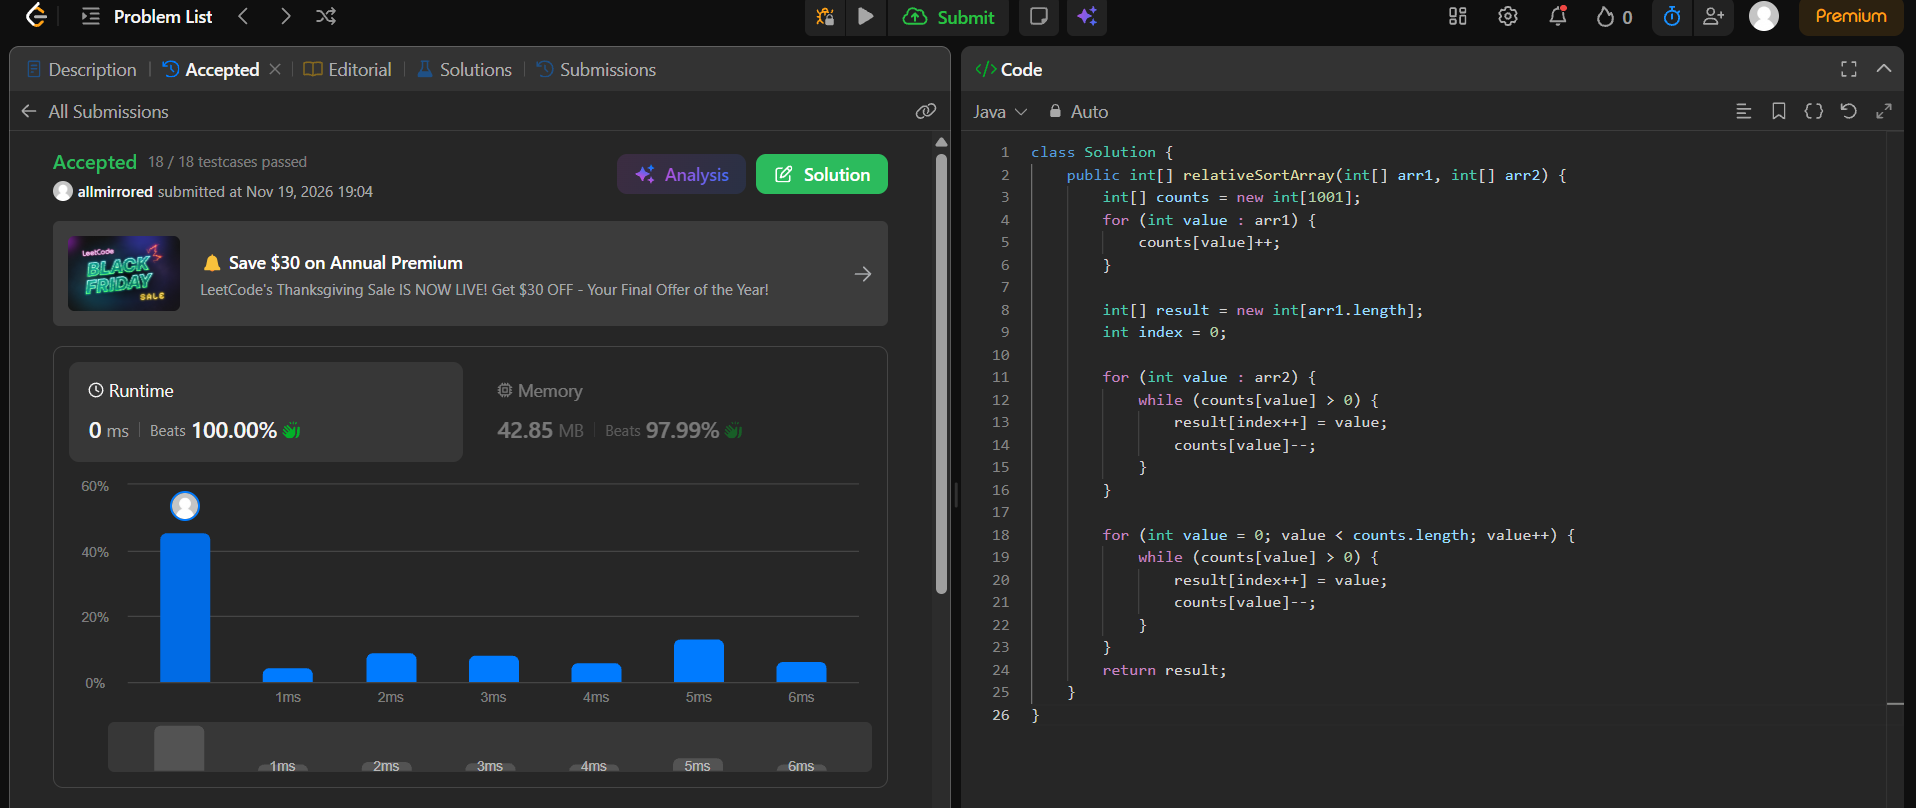 Problem List
Submit
0
Premium
Description
Accepted
Editorial
Solutions
Submissions
All Submissions
Accepted 18 / 18 testcases passed
allmirrored submitted at Nov 19, 2026 19:04
Analysis
Solution
LeetCode
BLACK
FRIDAY
SALE
Save $30 on Annual Premium
LeetCode's Thanksgiving Sale IS NOW LIVE! Get $30 OFF - Your Final Offer of the Year!
Runtime
0 ms Beats 100.00%
Memory
42.85 MB Beats 97.99%
60%
40%
20%
0%
1ms 2ms 3ms 4ms 5ms 6ms
1ms 2ms 3ms 4ms 5ms 6ms
</> Code
Java Auto
1 class Solution {
2     public int[] relativeSortArray(int[] arr1, int[] arr2) {
3         int[] counts = new int[1001];
4         for (int value : arr1) {
5             counts[value]++;
6         }
7
8         int[] result = new int[arr1.length];
9         int index = 0;
10
11         for (int value : arr2) {
12             while (counts[value] > 0) {
13                 result[index++] = value;
14                 counts[value]--;
15             }
16         }
17
18         for (int value = 0; value < counts.length; value++) {
19             while (counts[value] > 0) {
20                 result[index++] = value;
21                 counts[value]--;
22             }
23         }
24         return result;
25     }
26 }